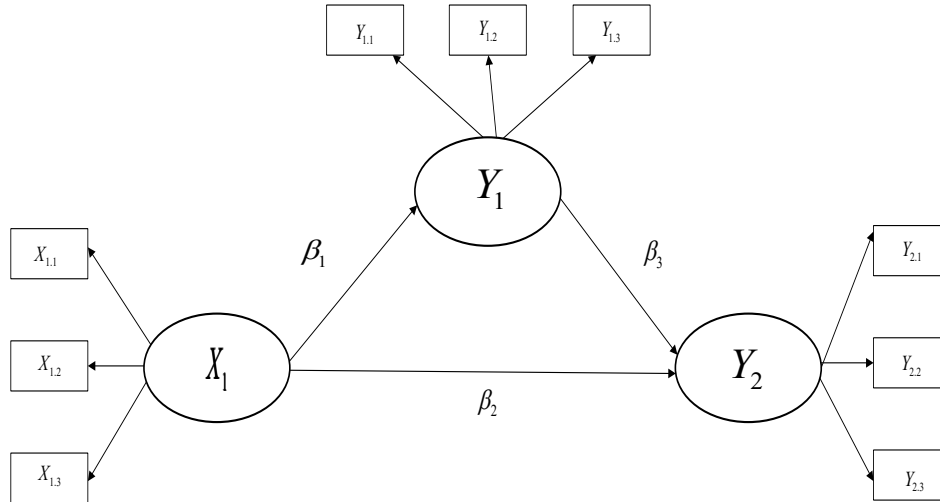 Y₁.₁
Y₁.₂
Y₁.₃
Y₁
β₁
β₃
X₁.₁
Y₂.₁
X₁.₂
X₁
Y₂
Y₂.₂
β₂
X₁.₃
Y₂.₃